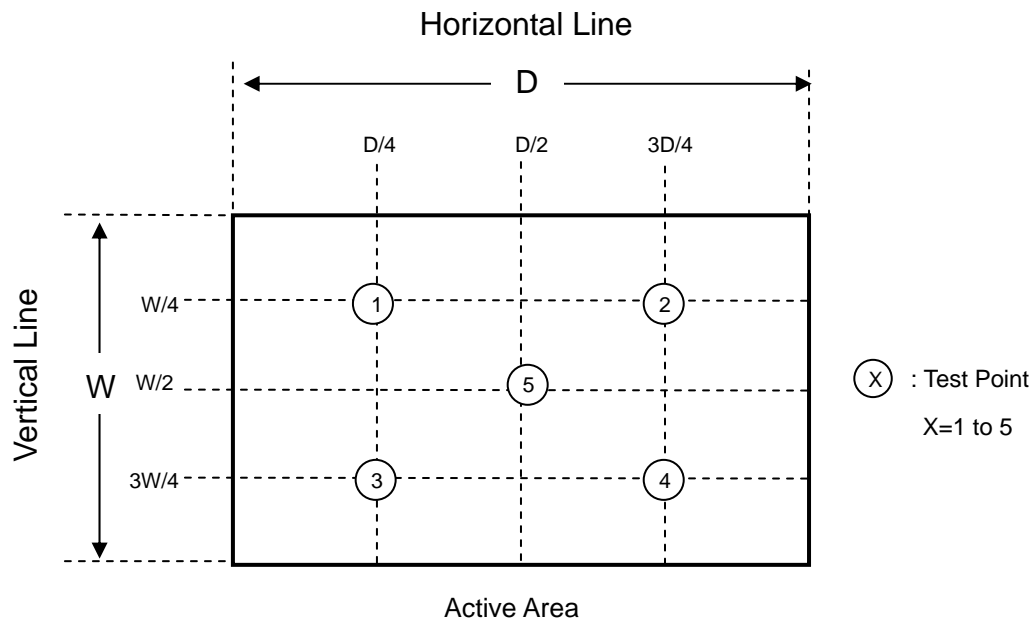 Horizontal Line
D
D/4
D/2
3D/4
Vertical Line
W
W/4
1
2
W/2
5
X : Test Point
X=1 to 5
3W/4
3
4
Active Area